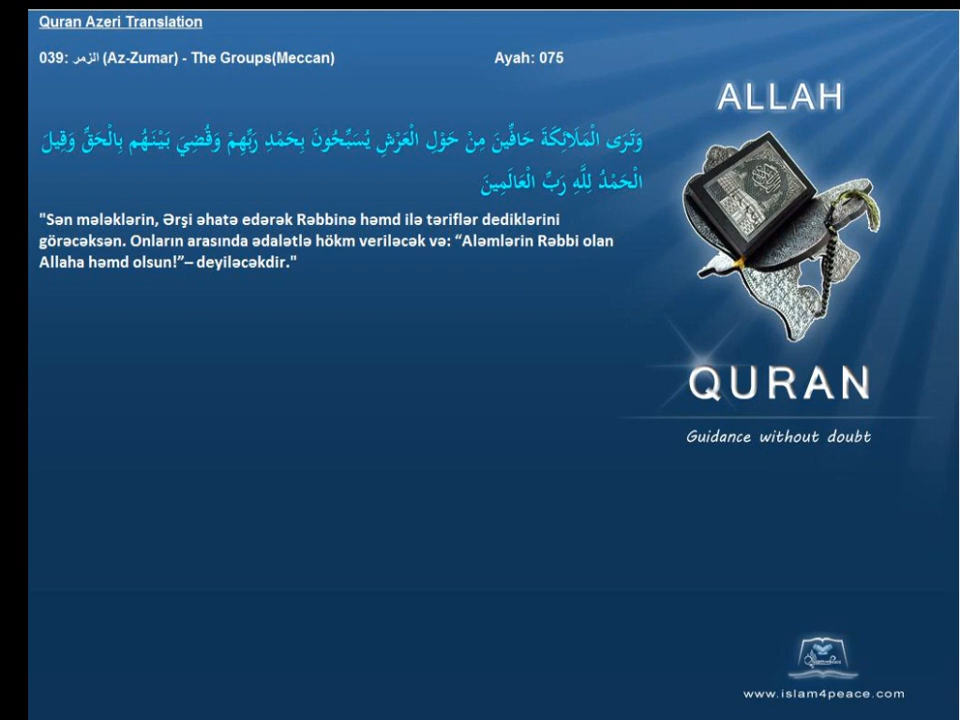 Quran Azeri Translation
039: الزمر (Az-Zumar) - The Groups(Meccan) Ayah: 075
وَتَرَى الْمَلَائِكَةَ حَافِّينَ مِنْ حَوْلِ الْعَرْشِ يُسَبِّحُونَ بِحَمْدِ رَبِّهِمْ وَقُضِيَ بَيْنَهُم بِالْحَقِّ وَقِيلَ
الْحَمْدُ لِلَّهِ رَبِّ الْعَالَمِينَ
"Sən mələklərin, Ərşi əhatə edərək Rəbbinə həmd ilə təriflər dediklərini
görəcəksən. Onların arasında ədalətlə hökm veriləcək və: “Aləmlərin Rəbbi olan
Allaha həmd olsun!”– deyiləcəkdir."
ALLAH
QURAN
Guidance without doubt
www.islam4peace.com